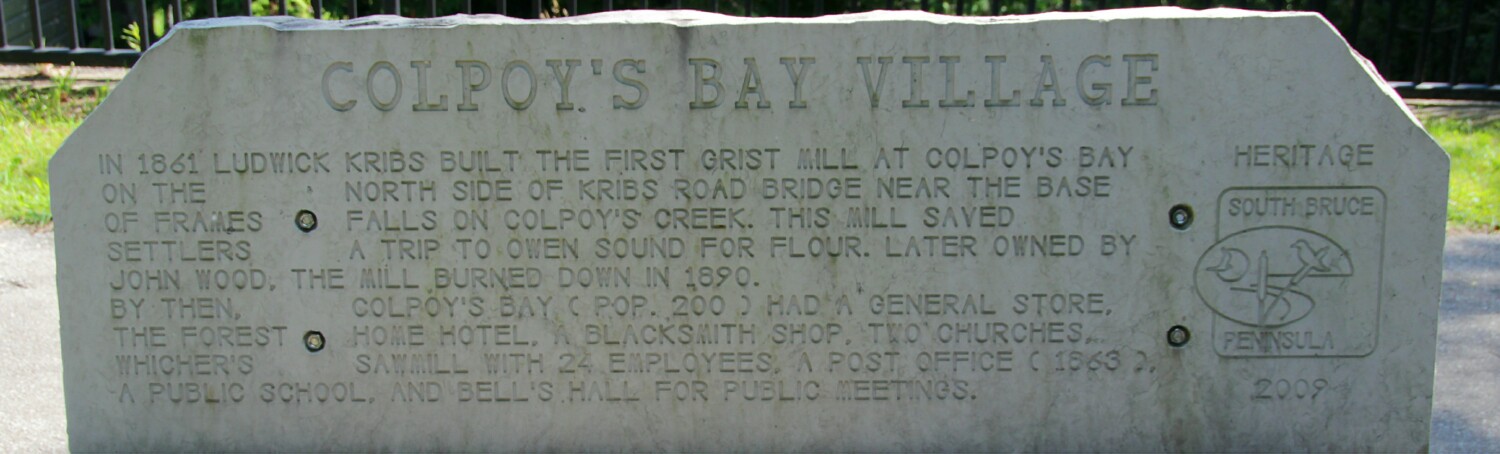 COLPOY'S BAY VILLAGE
IN 1861 LUDWICK KRIBS BUILT THE FIRST GRIST MILL AT COLPOY'S BAY
ON THE NORTH SIDE OF KRIBS ROAD BRIDGE NEAR THE BASE
OF FRAMES FALLS ON COLPOY'S CREEK. THIS MILL SAVED
SETTLERS A TRIP TO OWEN SOUND FOR FLOUR. LATER OWNED BY
JOHN WOOD, THE MILL BURNED DOWN IN 1890.
BY THEN, COLPOY'S BAY ( POP. 200 ) HAD A GENERAL STORE,
THE FOREST HOME HOTEL, A BLACKSMITH SHOP, TWO CHURCHES,
WHICHER'S SAWMILL WITH 24 EMPLOYEES, A POST OFFICE ( 1863 ),
A PUBLIC SCHOOL, AND BELL'S HALL FOR PUBLIC MEETINGS.
HERITAGE
SOUTH BRUCE
PENINSULA
2009